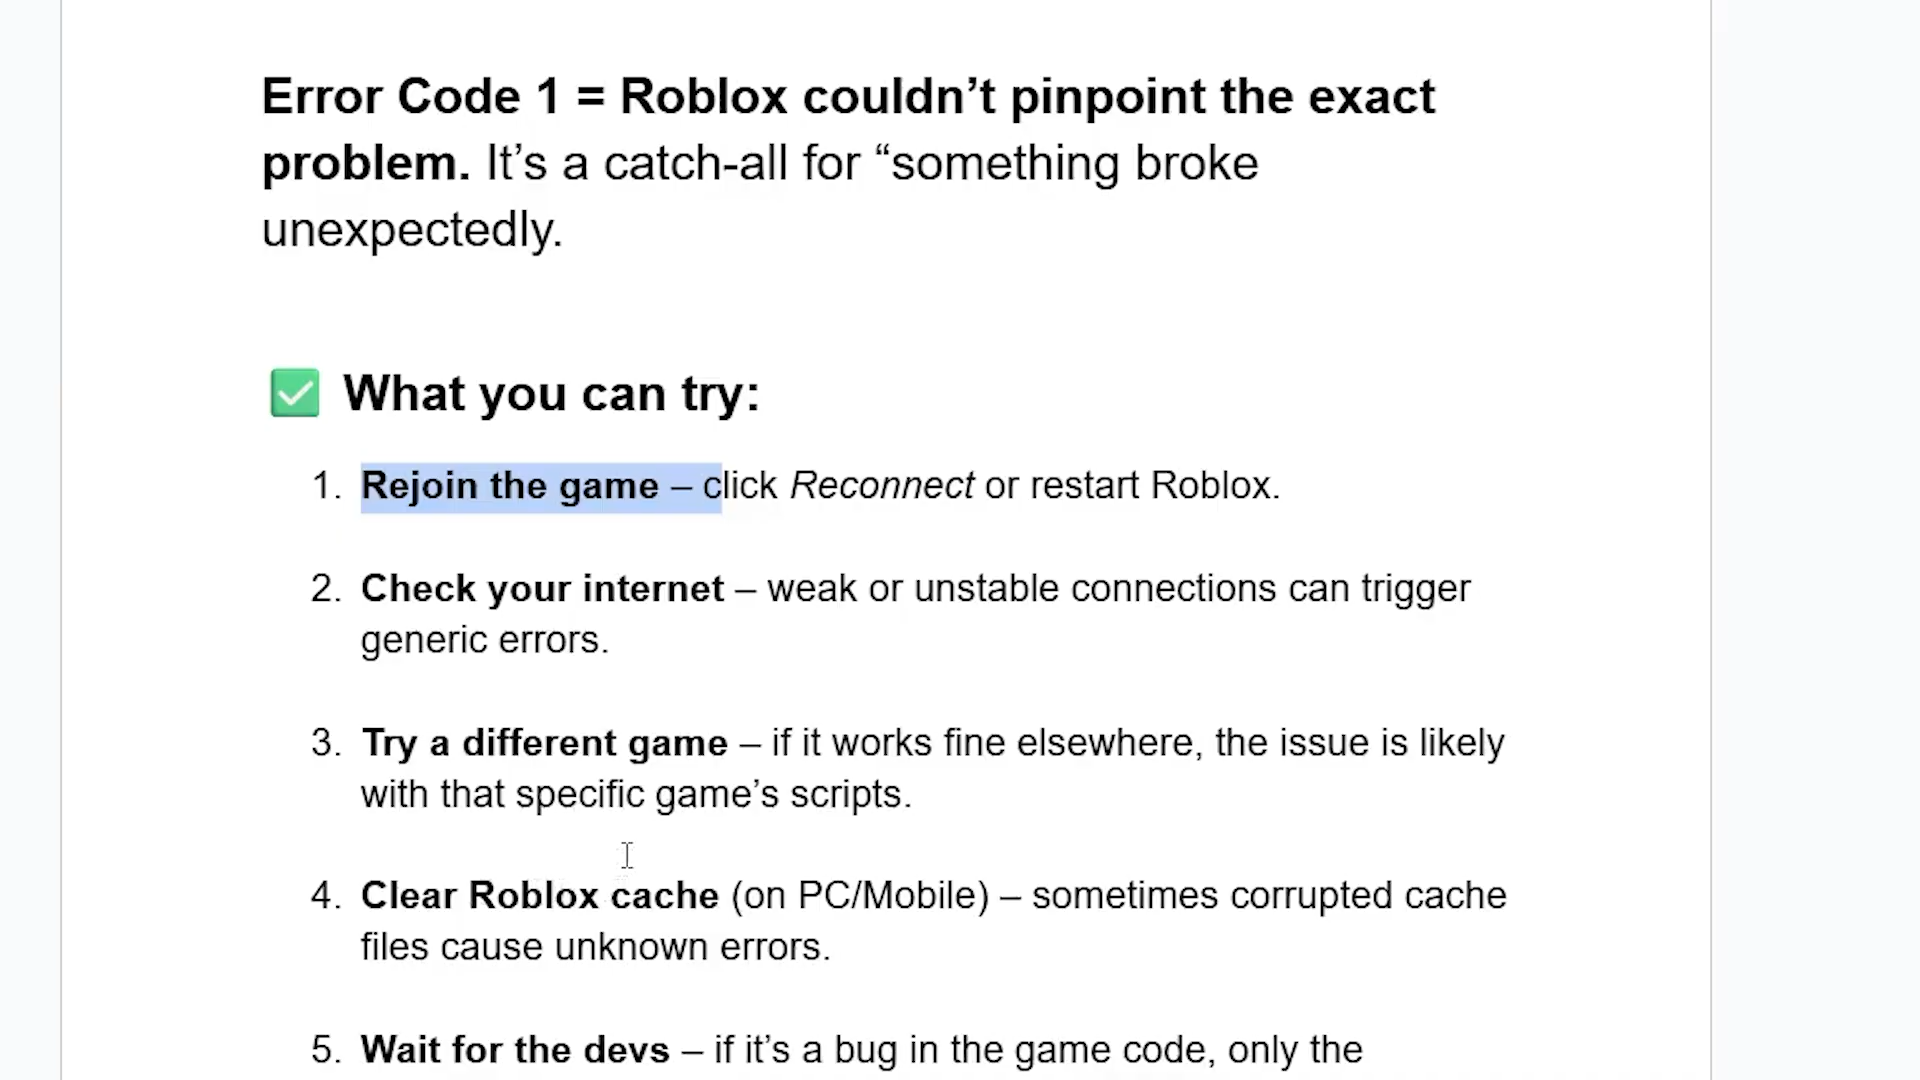 Error Code 1 = Roblox couldn’t pinpoint the exact
problem. It’s a catch-all for “something broke
unexpectedly.
✅ What you can try:
1. Rejoin the game – click Reconnect or restart Roblox.
2. Check your internet – weak or unstable connections can trigger
generic errors.
3. Try a different game – if it works fine elsewhere, the issue is likely
with that specific game’s scripts.
4. Clear Roblox cache (on PC/Mobile) – sometimes corrupted cache
files cause unknown errors.
5. Wait for the devs – if it’s a bug in the game code, only the